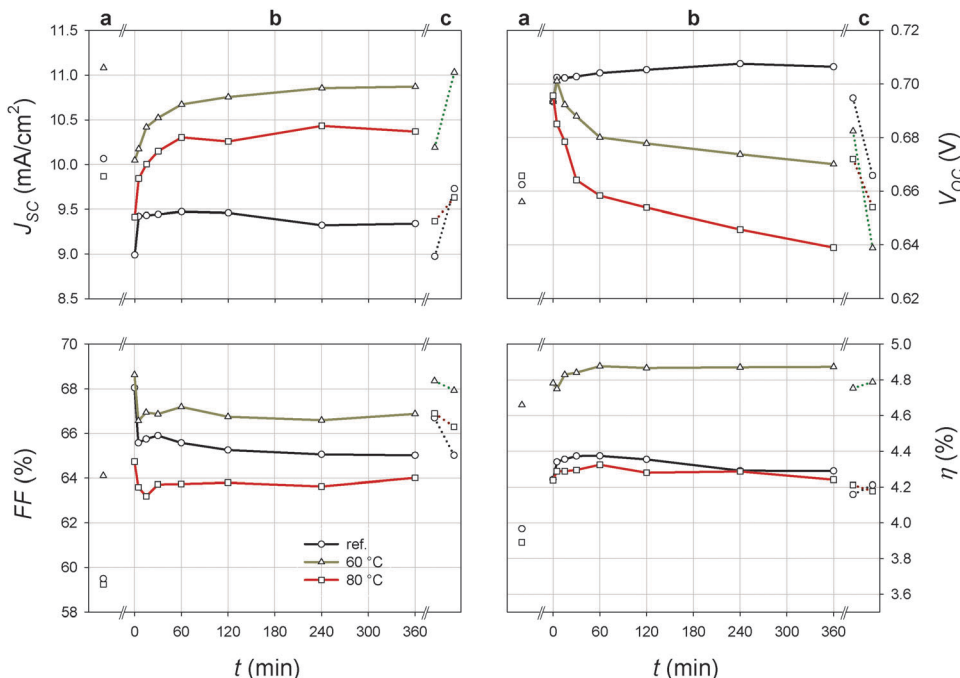 a b c a b c
11.5
11.0
10.5
10.0
9.5
9.0
8.5
J_SC (mA/cm²)
0.72
0.70
0.68
0.66
0.64
0.62
V_OC (V)
70
68
66
64
62
60
58
FF (%)
ref.
60 °C
80 °C
5.0
4.8
4.6
4.4
4.2
4.0
3.8
3.6
η (%)
0 60 120 180 240 300 360
0 60 120 180 240 300 360
t (min)
t (min)